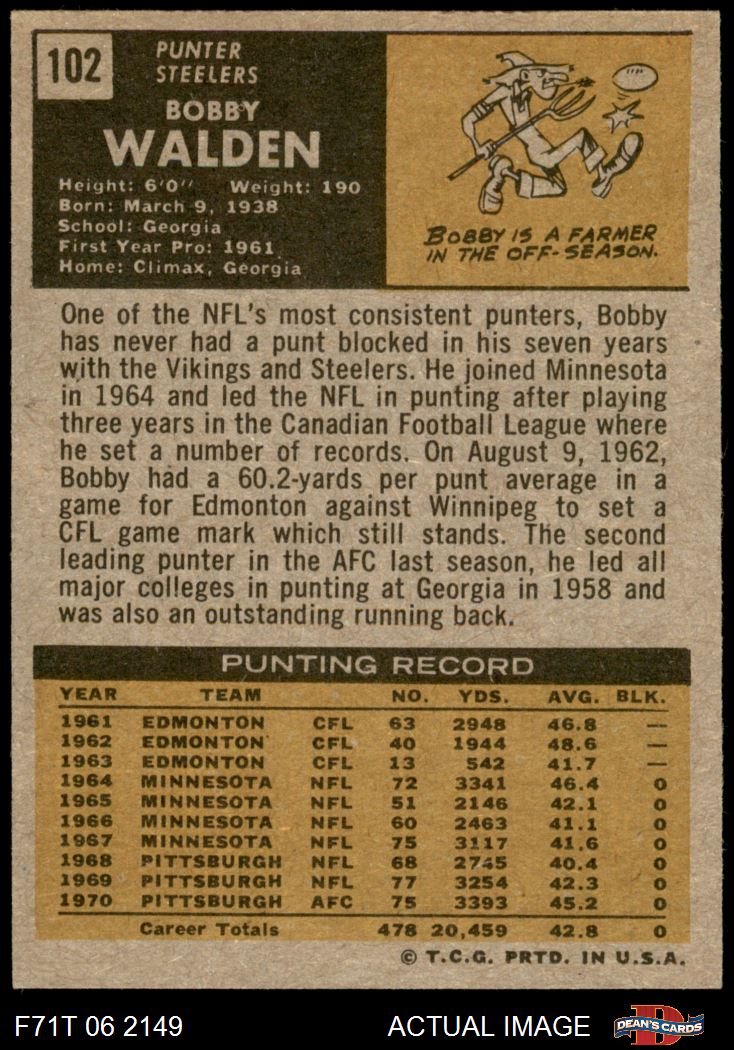 102
PUNTER
STEELERS
BOBBY
WALDEN
Height: 6'0" Weight: 190
Born: March 9, 1938
School: Georgia
First Year Pro: 1961
Home: Climax, Georgia
BOBBY IS A FARMER
IN THE OFF-SEASON.
One of the NFL's most consistent punters, Bobby
has never had a punt blocked in his seven years
with the Vikings and Steelers. He joined Minnesota
in 1964 and led the NFL in punting after playing
three years in the Canadian Football League where
he set a number of records. On August 9, 1962,
Bobby had a 60.2-yards per punt average in a
game for Edmonton against Winnipeg to set a
CFL game mark which still stands. The second
leading punter in the AFC last season, he led all
major colleges in punting at Georgia in 1958 and
was also an outstanding running back.
PUNTING RECORD
YEAR TEAM NO. YDS. AVG. BLK.
1961 EDMONTON CFL 63 2948 46.8 —
1962 EDMONTON CFL 40 1944 48.6 —
1963 EDMONTON CFL 13 542 41.7 —
1964 MINNESOTA NFL 72 3341 46.4 0
1965 MINNESOTA NFL 51 2146 42.1 0
1966 MINNESOTA NFL 60 2463 41.1 0
1967 MINNESOTA NFL 75 3117 41.6 0
1968 PITTSBURGH NFL 68 2745 40.4 0
1969 PITTSBURGH NFL 77 3254 42.3 0
1970 PITTSBURGH AFC 75 3393 45.2 0
Career Totals 478 20,459 42.8 0
© T.C.G. PRTD. IN U.S.A.
F71T 06 2149 ACTUAL IMAGE D DEAN'S CARDS